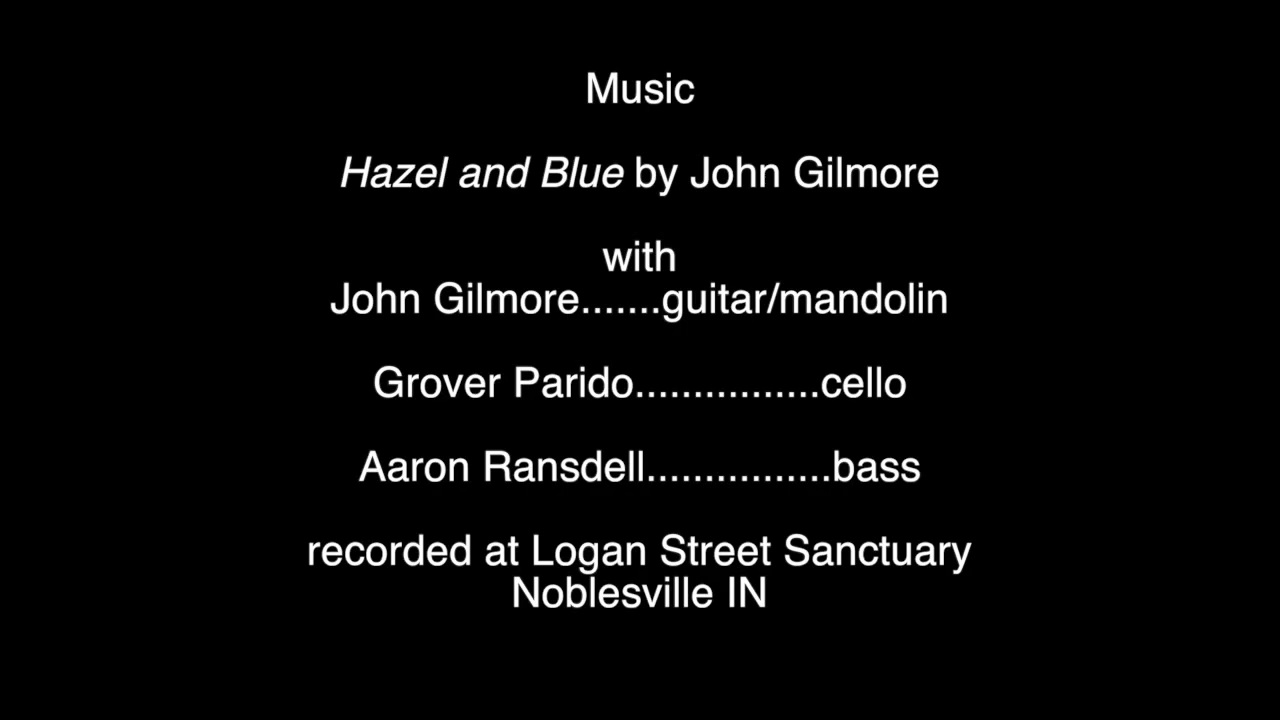 Music
Hazel and Blue by John Gilmore
with
John Gilmore.......guitar/mandolin
Grover Parido................cello
Aaron Ransdell................bass
recorded at Logan Street Sanctuary
Noblesville IN